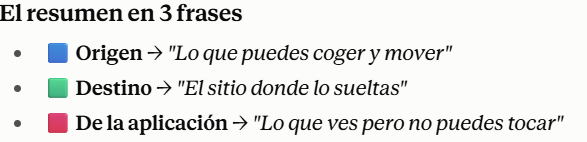 El resumen en 3 frases
Origen → "Lo que puedes coger y mover"
Destino → "El sitio donde lo sueltas"
De la aplicación → "Lo que ves pero no puedes tocar"